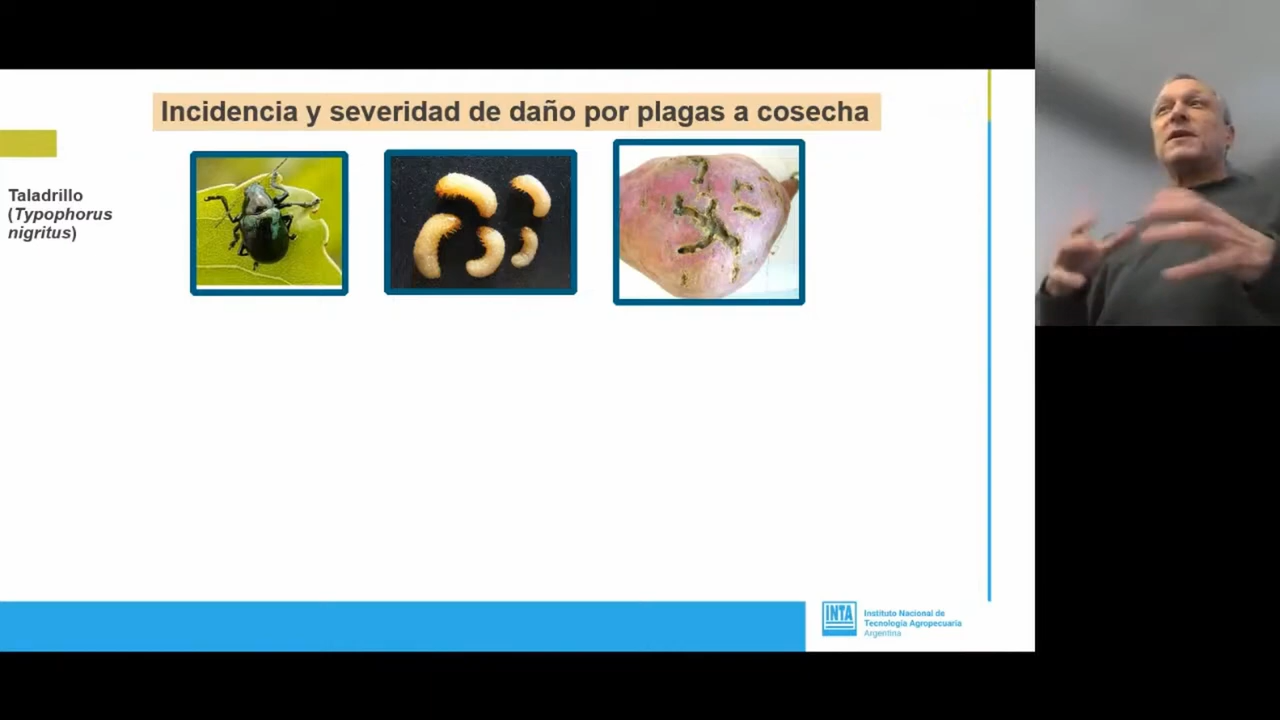 Incidencia y severidad de daño por plagas a cosecha
Taladrillo
(Typophorus
nigritus)
INTA
Instituto Nacional de
Tecnología Agropecuaria
Argentina